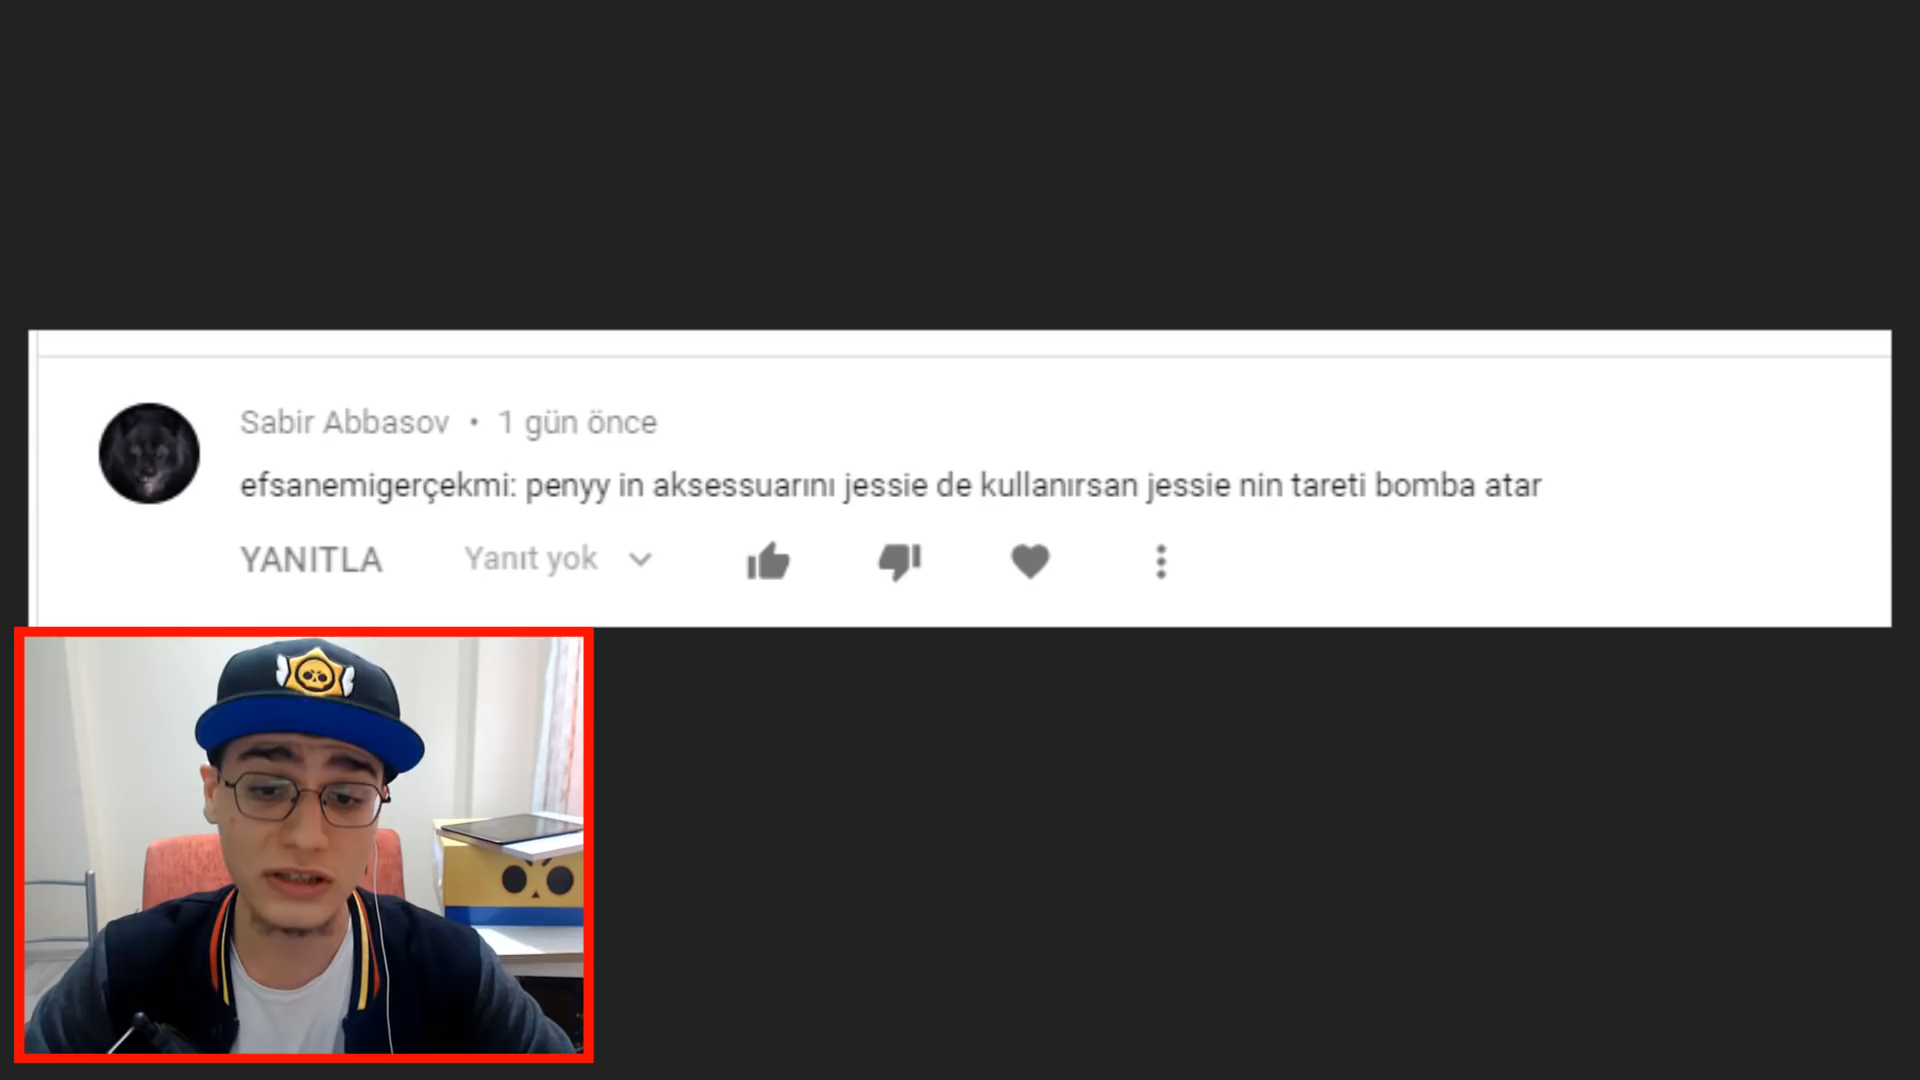 Sabir Abbasov • 1 gün önce
efsanemigerçekmi: penyy in aksessuarını jessie de kullanırsan jessie nin tareti bomba atar
YANITLA Yanıt yok